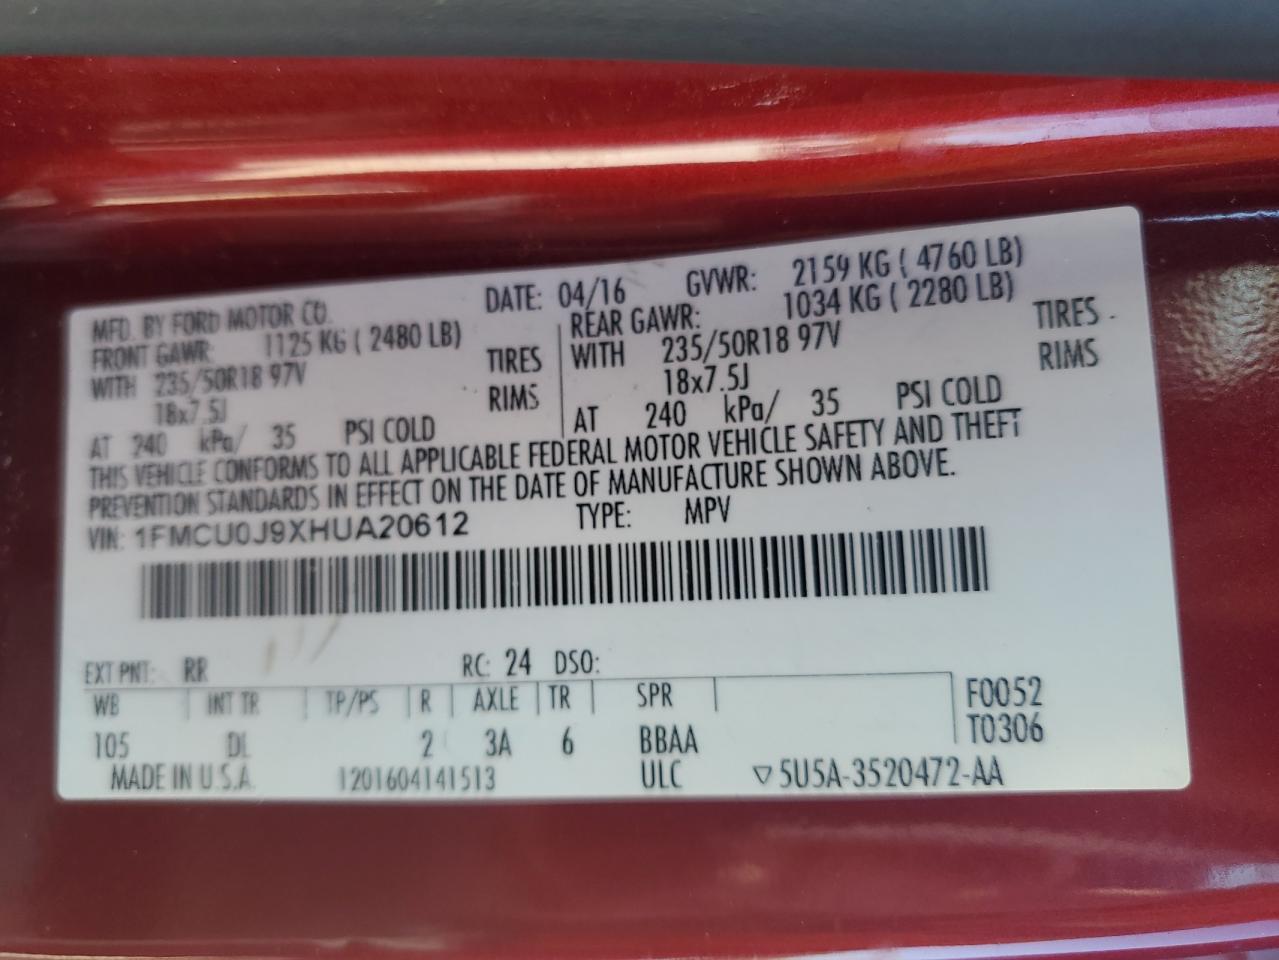 MFD. BY FORD MOTOR CO. DATE: 04/16 GVWR: 2159 KG ( 4760 LB)
FRONT GAWR: 1125 KG ( 2480 LB) REAR GAWR: 1034 KG ( 2280 LB)
WITH 235/50R18 97V TIRES WITH 235/50R18 97V TIRES
18x7.5J RIMS 18x7.5J RIMS
AT 240 kPa/ 35 PSI COLD AT 240 kPa/ 35 PSI COLD
THIS VEHICLE CONFORMS TO ALL APPLICABLE FEDERAL MOTOR VEHICLE SAFETY AND THEFT
PREVENTION STANDARDS IN EFFECT ON THE DATE OF MANUFACTURE SHOWN ABOVE.
VIN: 1FMCU0J9XHUA20612 TYPE: MPV
EXT PNT: RR RC: 24 DSO:
WB INT TR TP/PS R AXLE TR SPR F0052
105 DL 2 3A 6 BBAA T0306
MADE IN U.S.A. 1201604141513 ULC ▽5U5A-3520472-AA